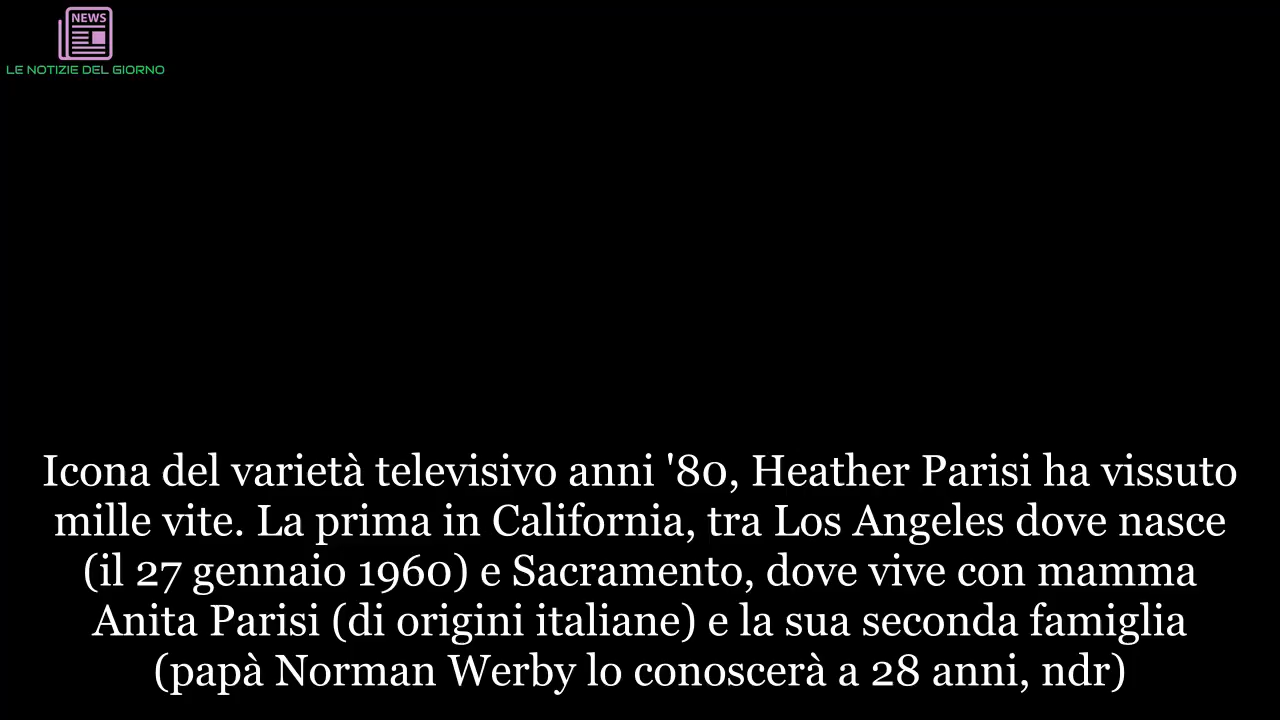 NEWS
LE NOTIZIE DEL GIORNO
Icona del varietà televisivo anni '80, Heather Parisi ha vissuto
mille vite. La prima in California, tra Los Angeles dove nasce
(il 27 gennaio 1960) e Sacramento, dove vive con mamma
Anita Parisi (di origini italiane) e la sua seconda famiglia
(papà Norman Werby lo conoscerà a 28 anni, ndr)